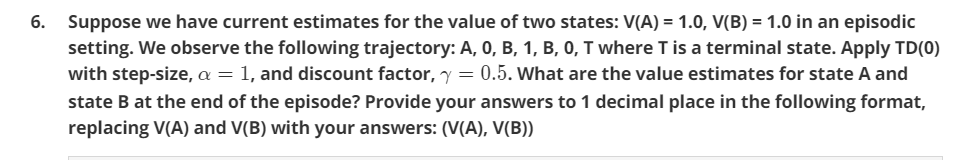 6. Suppose we have current estimates for the value of two states: V(A) = 1.0, V(B) = 1.0 in an episodic
setting. We observe the following trajectory: A, 0, B, 1, B, 0, T where T is a terminal state. Apply TD(0)
with step-size, α = 1, and discount factor, γ = 0.5. What are the value estimates for state A and
state B at the end of the episode? Provide your answers to 1 decimal place in the following format,
replacing V(A) and V(B) with your answers: (V(A), V(B))